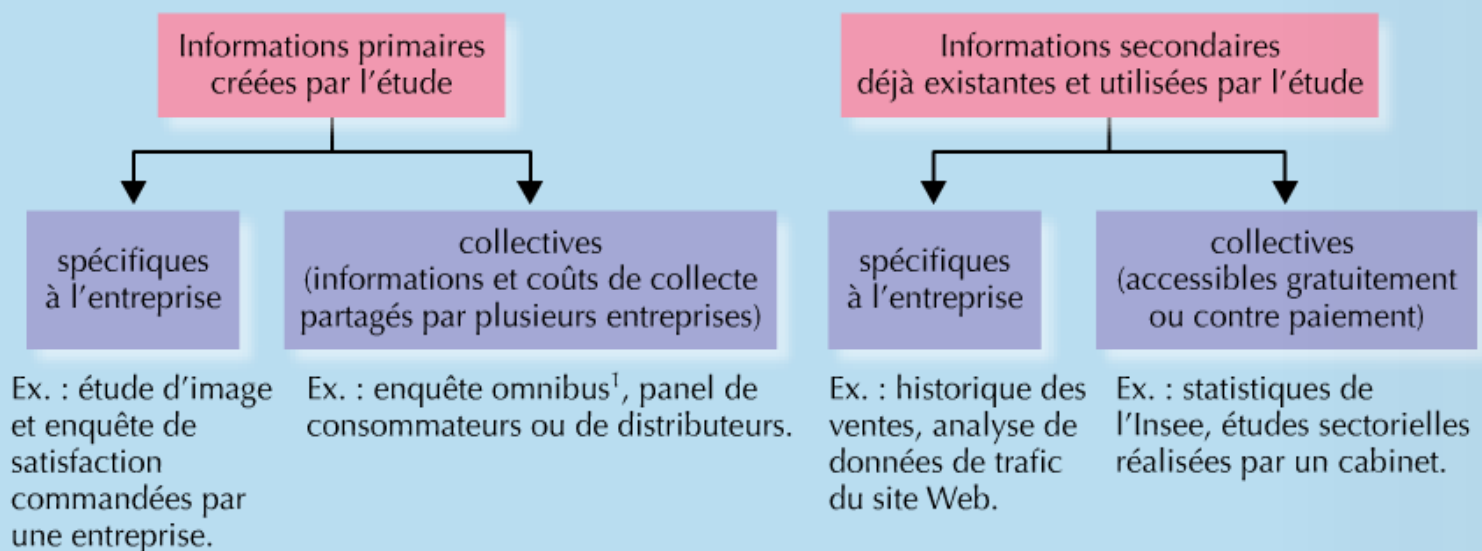 Informations primaires
créées par l'étude
Informations secondaires
déjà existantes et utilisées par l'étude
spécifiques
à l'entreprise
collectives
(informations et coûts de collecte
partagés par plusieurs entreprises)
spécifiques
à l'entreprise
collectives
(accessibles gratuitement
ou contre paiement)
Ex. : étude d'image
et enquête de
satisfaction
commandées par
une entreprise.
Ex. : enquête omnibus¹, panel de
consommateurs ou de distributeurs.
Ex. : historique des
ventes, analyse de
données de trafic
du site Web.
Ex. : statistiques de
l'Insee, études sectorielles
réalisées par un cabinet.